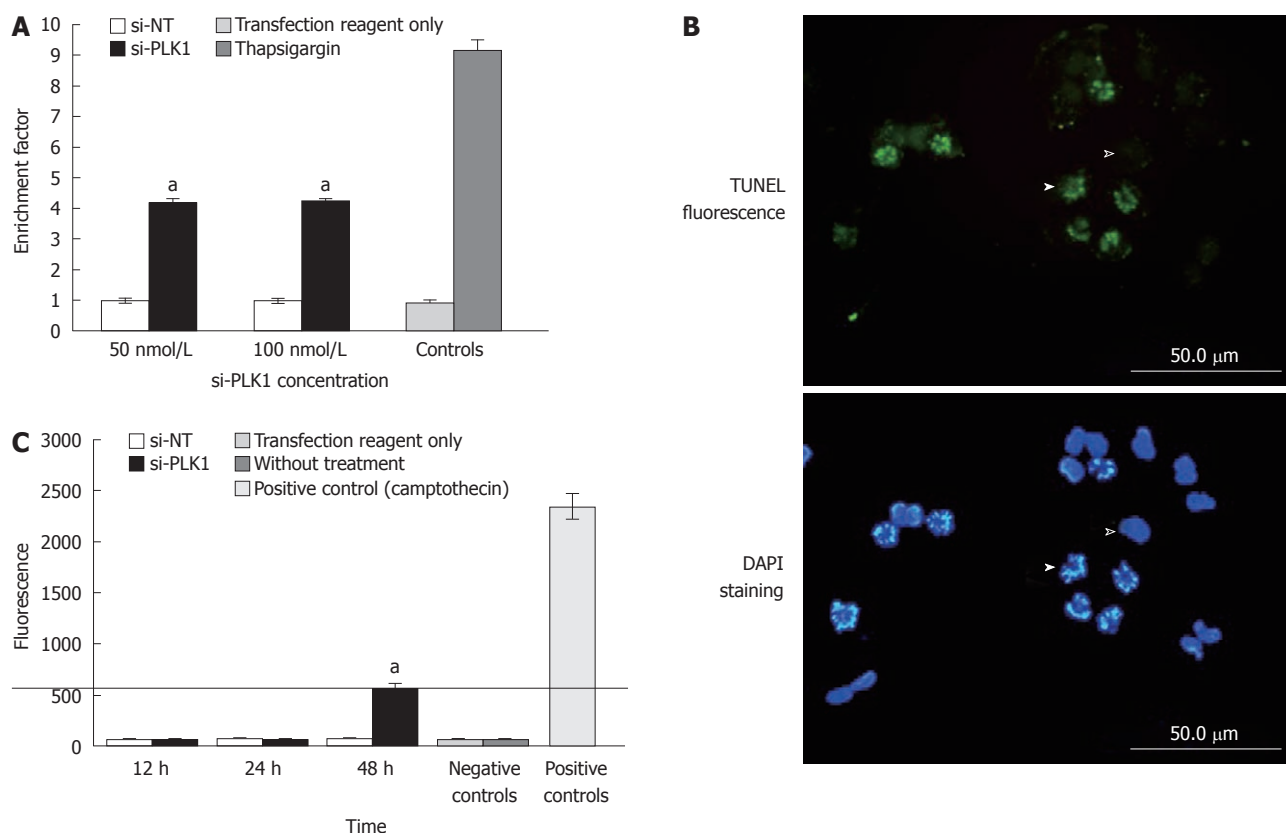 A
si-NT
si-PLK1
Transfection reagent only
Thapsigargin
10
9
8
7
6
5
4
3
2
1
0
Enrichment factor
a
a
50 nmol/L
100 nmol/L
Controls
si-PLK1 concentration
B
TUNEL
fluorescence
50.0 μm
DAPI
staining
50.0 μm
C
si-NT
si-PLK1
Transfection reagent only
Without treatment
Positive control (camptothecin)
3000
2500
2000
1500
1000
500
0
Fluorescence
a
12 h
24 h
48 h
Negative
controls
Positive
controls
Time